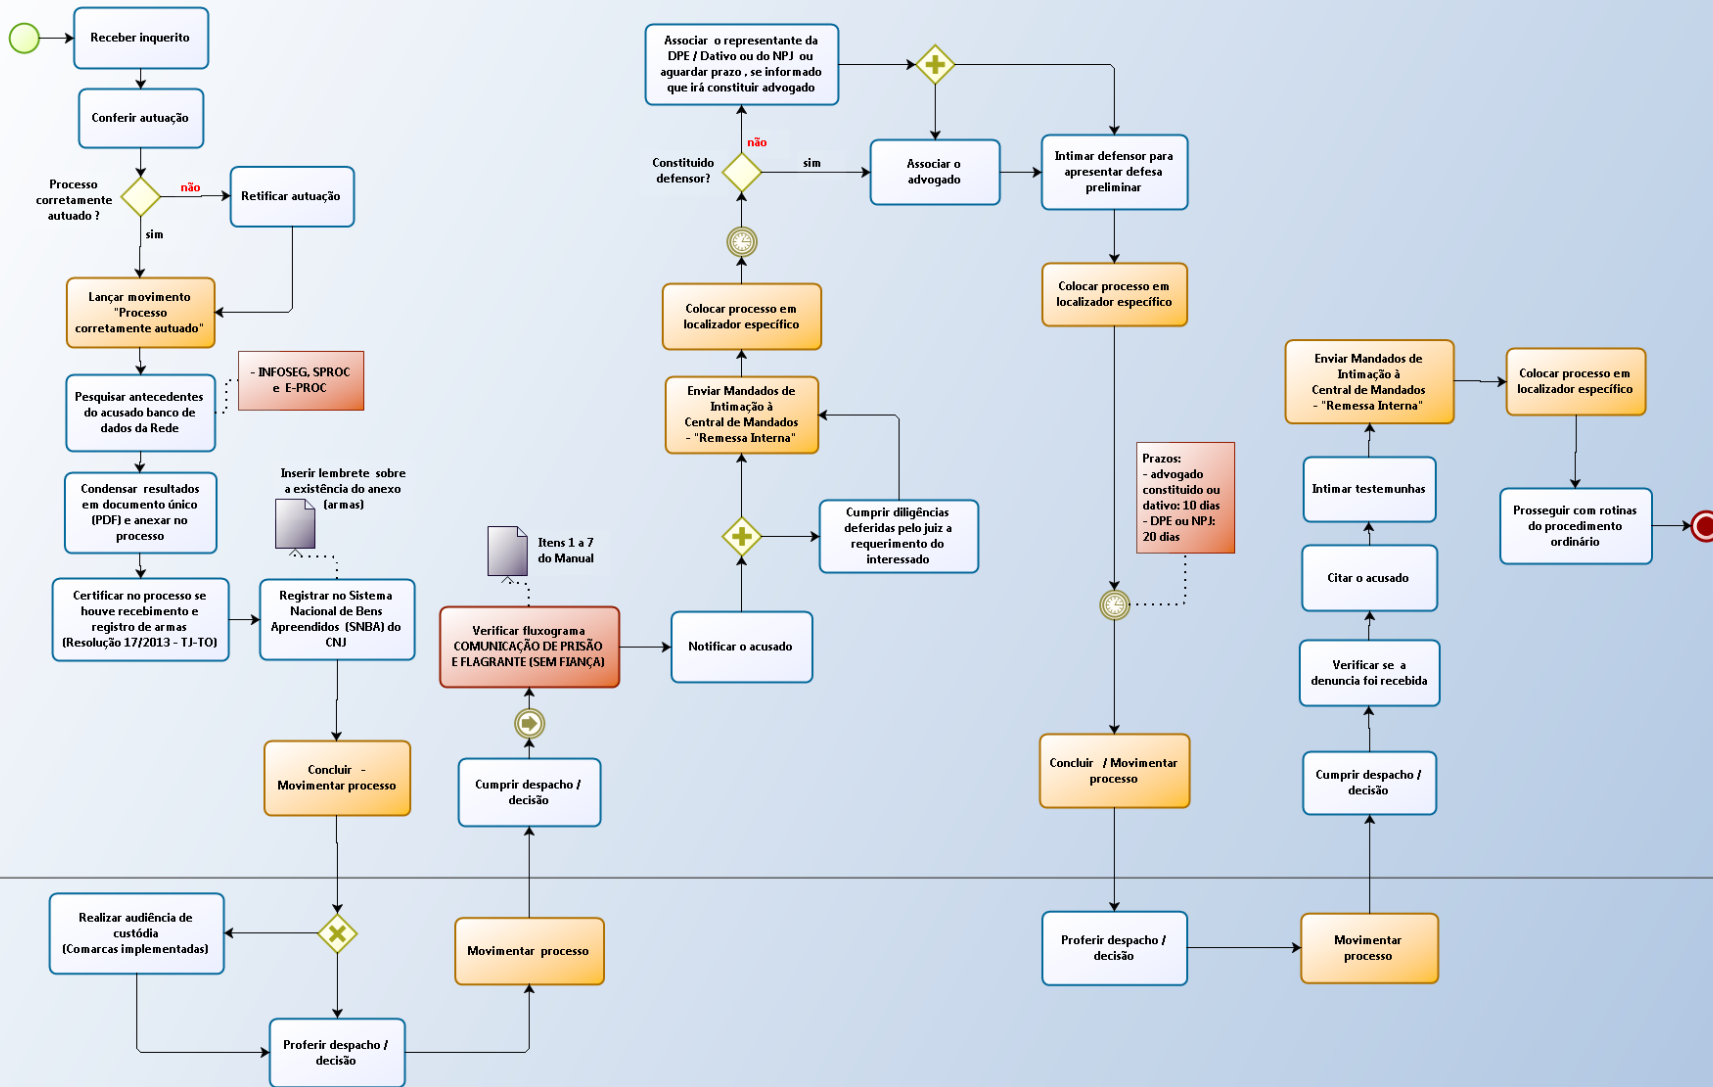 Receber inquerito
Conferir autuação
Processo
corretamente
autuado ?
não
Retificar autuação
sim
Lançar movimento
"Processo
corretamente autuado"
- INFOSEG, SPROC
e E-PROC
Pesquisar antecedentes
do acusado banco de
dados da Rede
Condensar resultados
em documento único
(PDF) e anexar no
processo
Inserir lembrete sobre
a existência do anexo
(armas)
Certificar no processo se
houve recebimento e
registro de armas
(Resolução 17/2013 - TJ-TO)
Registrar no Sistema
Nacional de Bens
Apreendidos (SNBA) do
CNJ
Concluir -
Movimentar processo
Realizar audiência de
custódia
(Comarcas implementadas)
Proferir despacho /
decisão
Movimentar processo
Cumprir despacho /
decisão
Itens 1 a 7
do Manual
Verificar fluxograma
COMUNICAÇÃO DE PRISÃO
E FLAGRANTE (SEM FIANÇA)
Notificar o acusado
Cumprir diligências
deferidas pelo juiz a
requerimento do
interessado
Enviar Mandados de
Intimação à
Central de Mandados
- "Remessa Interna"
Colocar processo em
localizador específico
Constituido
defensor?
não
sim
Associar o representante da
DPE / Dativo ou do NPJ ou
aguardar prazo , se informado
que irá constituir advogado
Associar o
advogado
Intimar defensor para
apresentar defesa
preliminar
Colocar processo em
localizador específico
Prazos:
- advogado
constituido ou
dativo: 10 dias
- DPE ou NPJ:
20 dias
Concluir / Movimentar
processo
Proferir despacho /
decisão
Movimentar
processo
Cumprir despacho /
decisão
Verificar se a
denuncia foi recebida
Citar o acusado
Intimar testemunhas
Enviar Mandados de
Intimação à
Central de Mandados
- "Remessa Interna"
Colocar processo em
localizador específico
Prosseguir com rotinas
do procedimento
ordinário